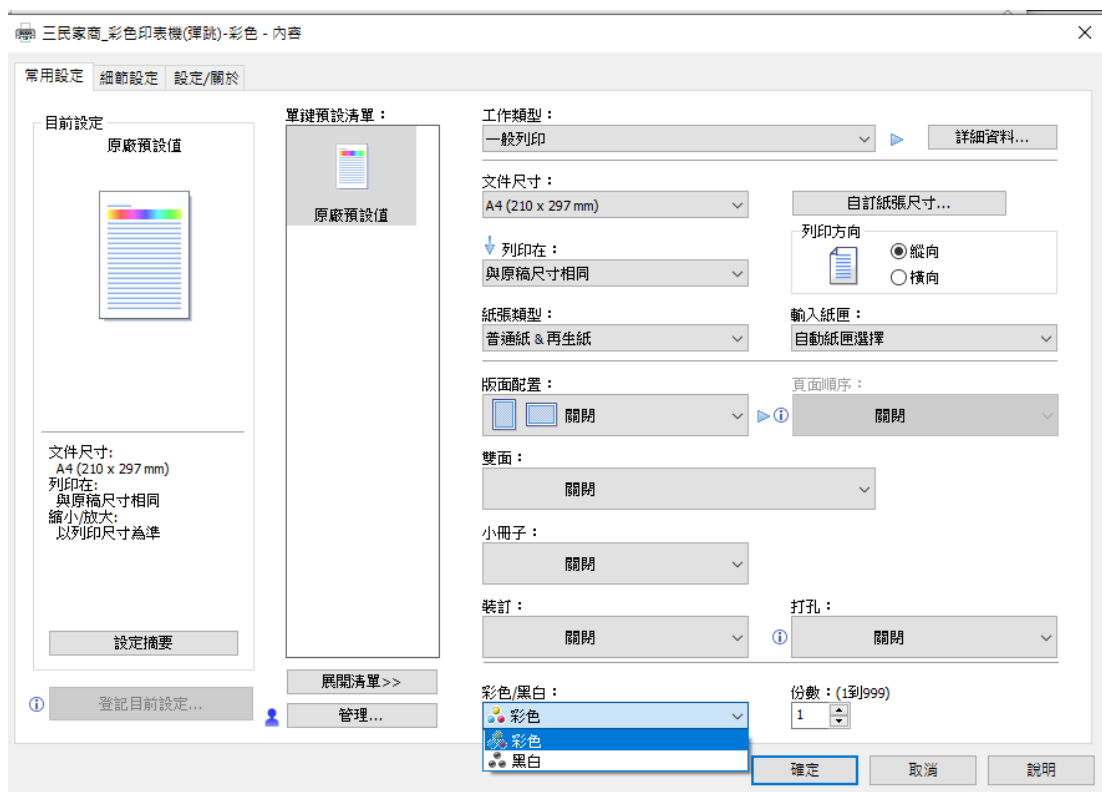 三民家商_彩色印表機(彈跳)-彩色 - 內容
常用設定 細節設定 設定/關於
目前設定
原廠預設值
文件尺寸:
A4 (210 x 297 mm)
列印在:
與原稿尺寸相同
縮小/放大:
以列印尺寸為準
設定摘要
登記目前設定...
單鍵預設清單：
原廠預設值
展開清單>>
管理...
工作類型：
一般列印
詳細資料...
文件尺寸：
A4 (210 x 297 mm)
自訂紙張尺寸...
列印在：
與原稿尺寸相同
列印方向
縱向
橫向
紙張類型：
普通紙 & 再生紙
輸入紙匣：
自動紙匣選擇
版面配置：
關閉
頁面順序：
關閉
雙面：
關閉
小冊子：
關閉
裝訂：
關閉
打孔：
關閉
彩色/黑白：
彩色
彩色
黑白
份數：(1到999)
1
確定 取消 說明